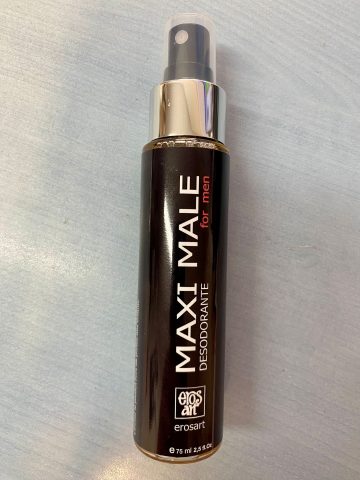 MAXI MALE
for men
DESODORANTE
eros
art
erosart
e 75 ml 2,5 fl.Oz